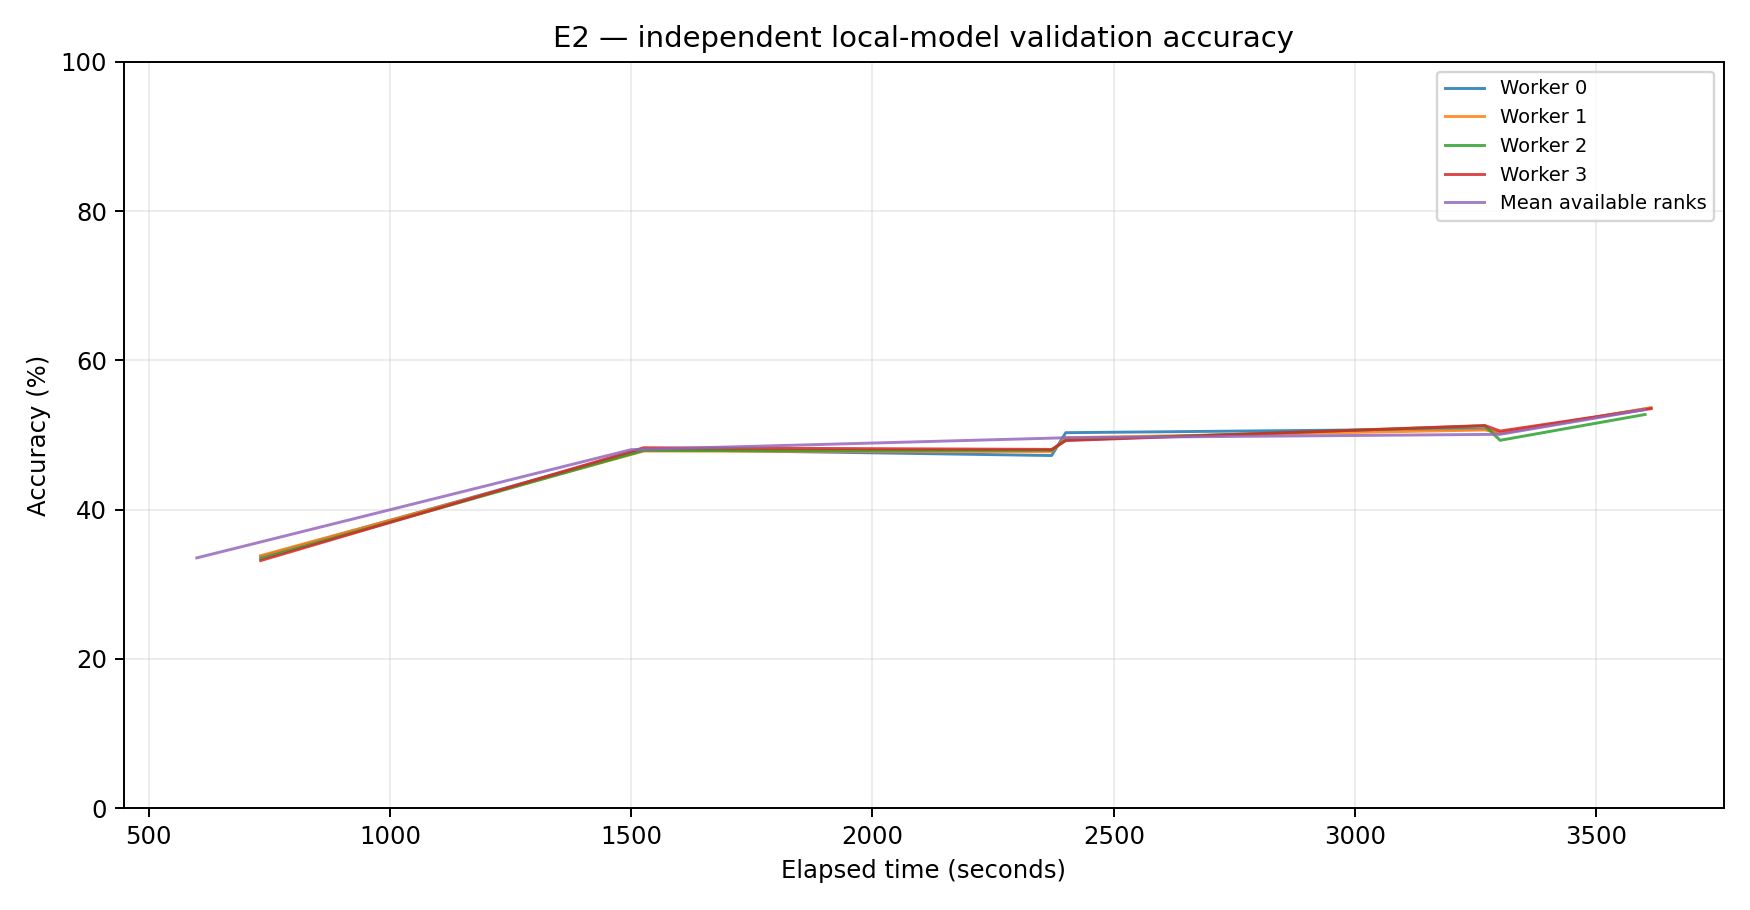 E2 — independent local-model validation accuracy
100
80
60
40
20
0
Accuracy (%)
Worker 0
Worker 1
Worker 2
Worker 3
Mean available ranks
500
1000
1500
2000
2500
3000
3500
Elapsed time (seconds)